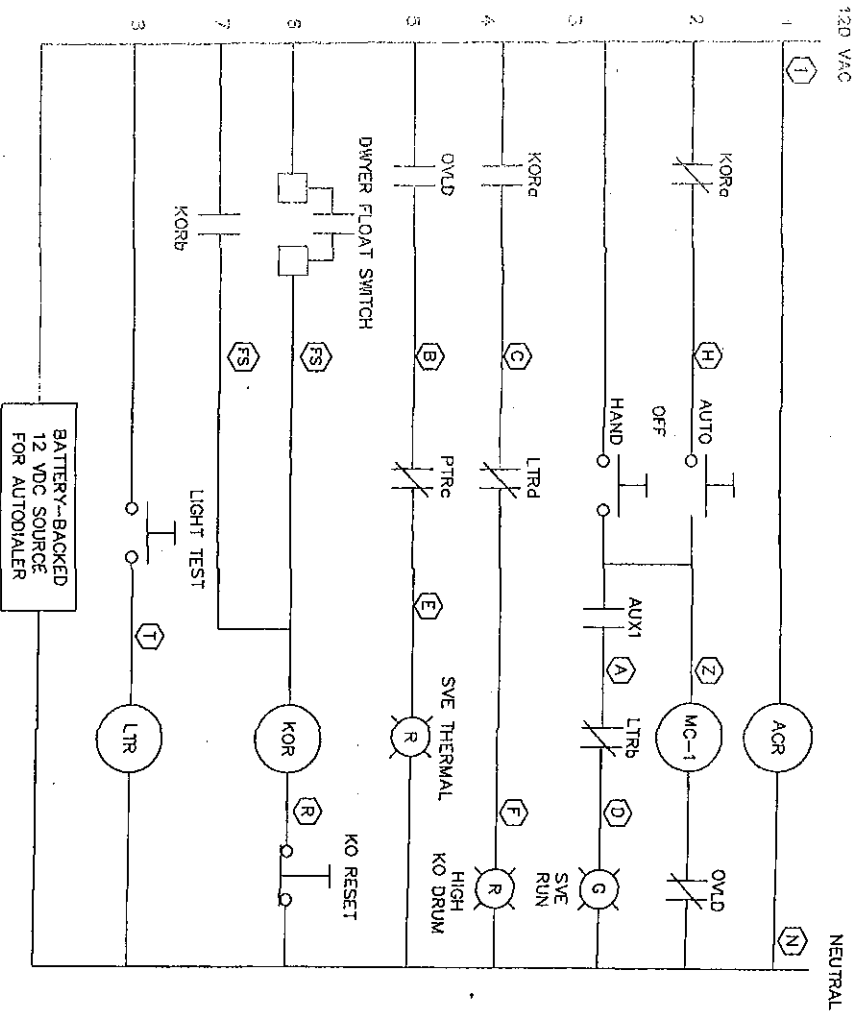 120 VAC
NEUTRAL
1
1
ACR
N
2
KORa
H
AUTO
OFF
Z
MC-1
OVLD
3
HAND
AUX1
A
LTRb
D
SVE
RUN
G
4
KORa
C
LTRd
F
HIGH
KO DRUM
R
5
OVLD
B
PTRc
E
SVE THERMAL
R
DWYER FLOAT SWITCH
6
FS
KOR
R
KO RESET
7
KORb
FS
LIGHT TEST
8
T
LTR
BATTERY-BACKED
12 VDC SOURCE
FOR AUTODIALER